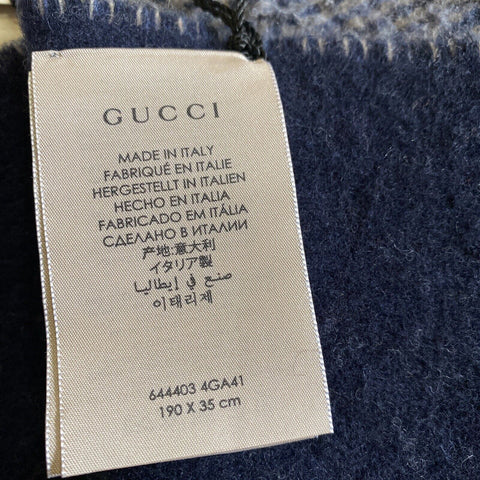 GUCCI
MADE IN ITALY
FABRIQUÉ EN ITALIE
HERGESTELLT IN ITALIEN
HECHO EN ITALIA
FABRICADO EM ITÁLIA
СДЕЛАНО В ИТАЛИИ
产地:意大利
イタリア製
صنع في إيطاليا
이태리제
644403 4GA41
190 X 35 cm